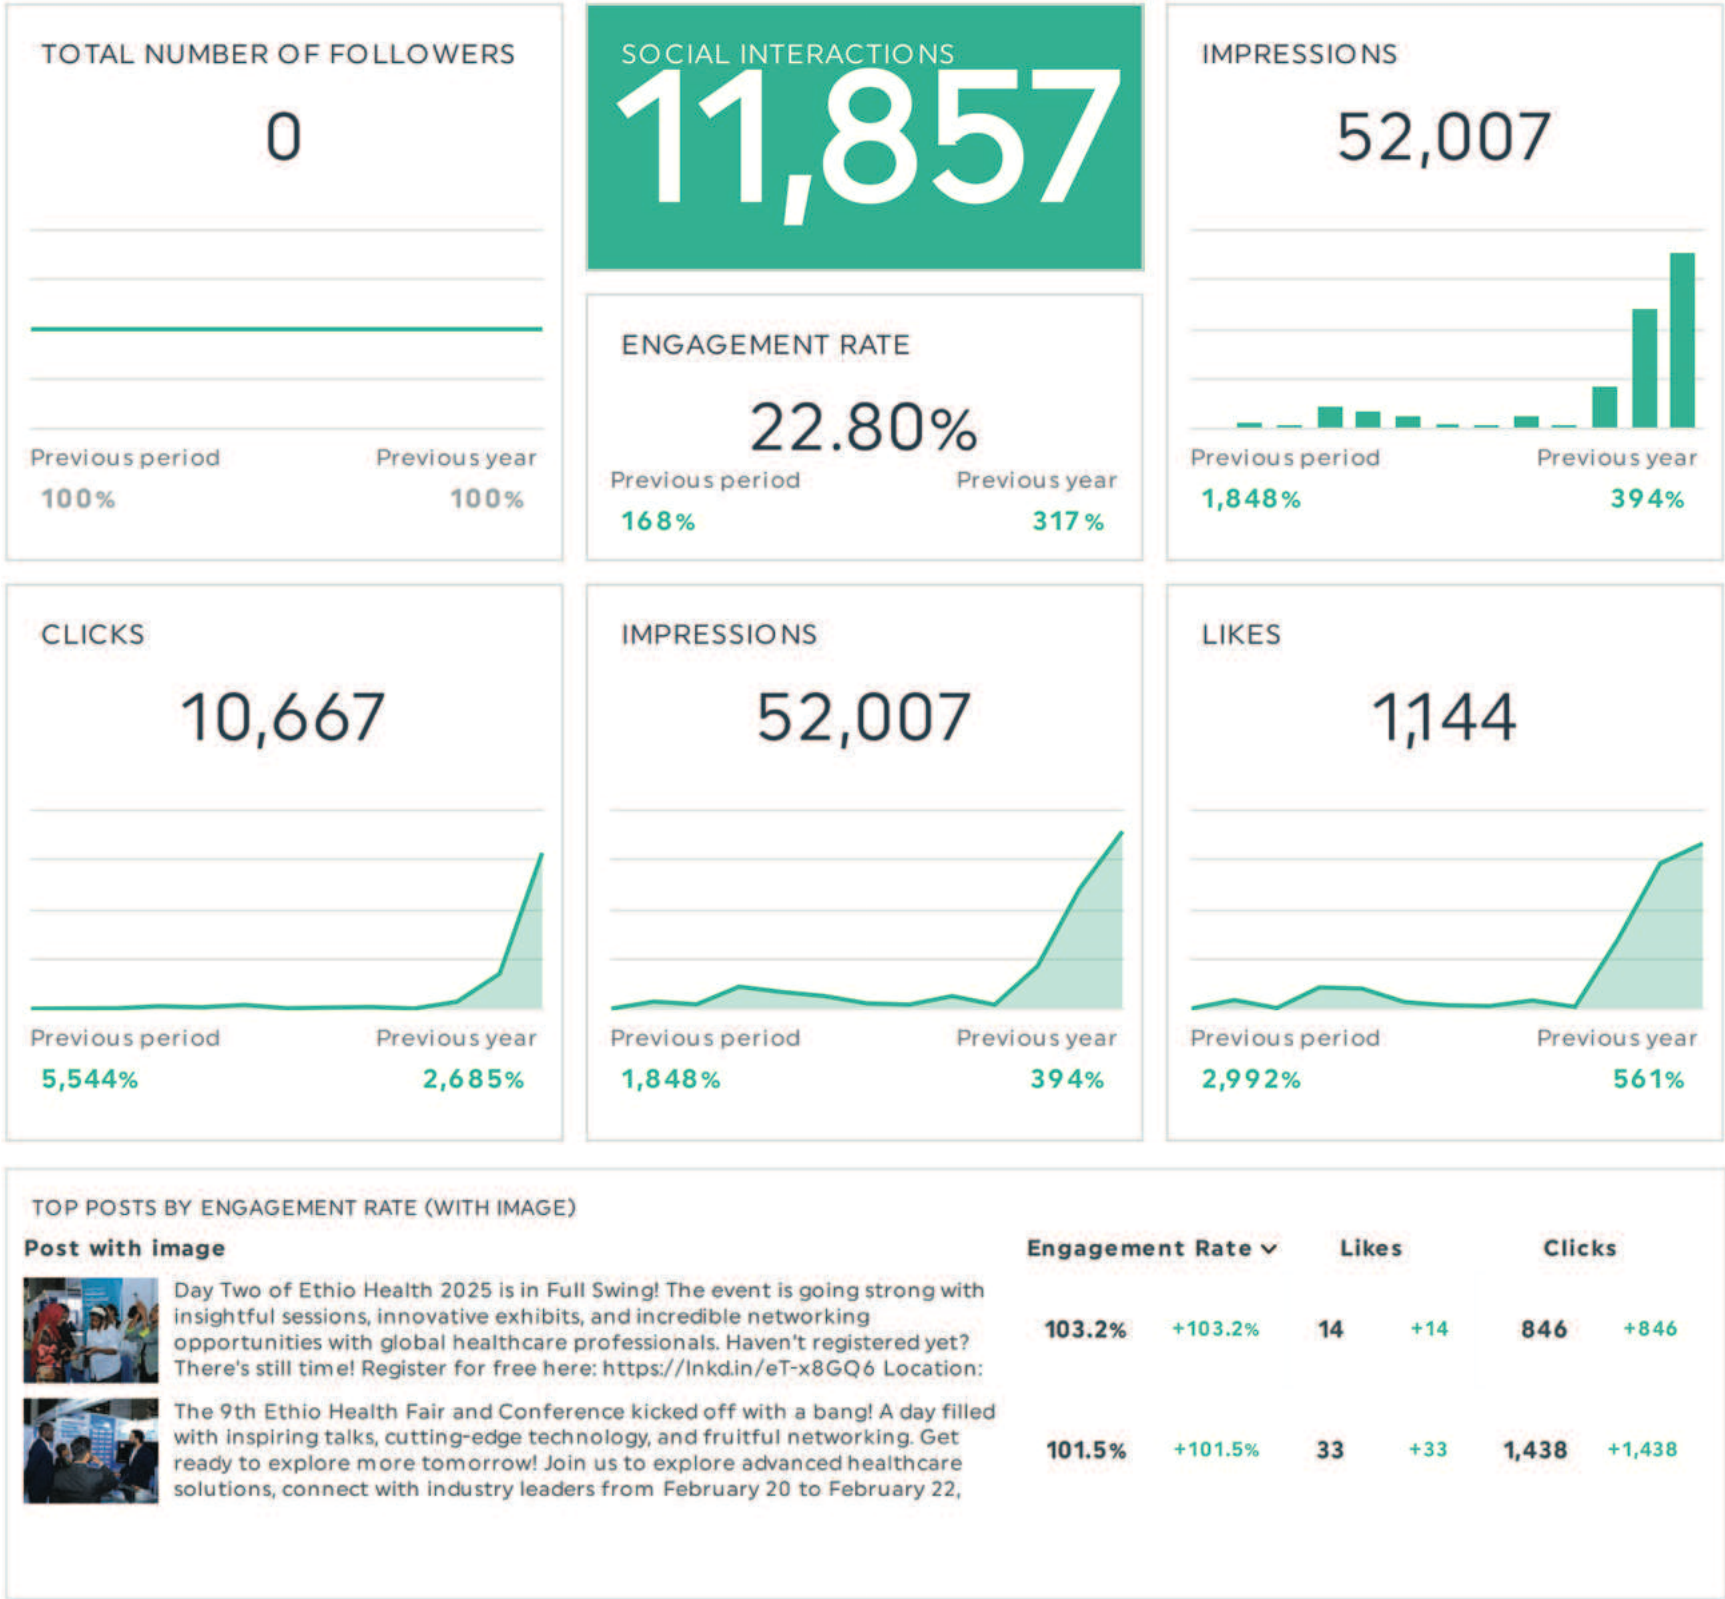 TOTAL NUMBER OF FOLLOWERS
0
Previous period Previous year
100% 100%
SOCIAL INTERACTIONS
11,857
ENGAGEMENT RATE
22.80%
Previous period Previous year
168% 317%
IMPRESSIONS
52,007
Previous period Previous year
1,848% 394%
CLICKS
10,667
Previous period Previous year
5,544% 2,685%
IMPRESSIONS
52,007
Previous period Previous year
1,848% 394%
LIKES
1,144
Previous period Previous year
2,992% 561%
TOP POSTS BY ENGAGEMENT RATE (WITH IMAGE)
Post with image Engagement Rate Likes Clicks
Day Two of Ethio Health 2025 is in Full Swing! The event is going strong with
insightful sessions, innovative exhibits, and incredible networking
opportunities with global healthcare professionals. Haven't registered yet?
There's still time! Register for free here: https://lnkd.in/eT-x8GQ6 Location:
103.2% +103.2% 14 +14 846 +846
The 9th Ethio Health Fair and Conference kicked off with a bang! A day filled
with inspiring talks, cutting-edge technology, and fruitful networking. Get
ready to explore more tomorrow! Join us to explore advanced healthcare
solutions, connect with industry leaders from February 20 to February 22,
101.5% +101.5% 33 +33 1,438 +1,438